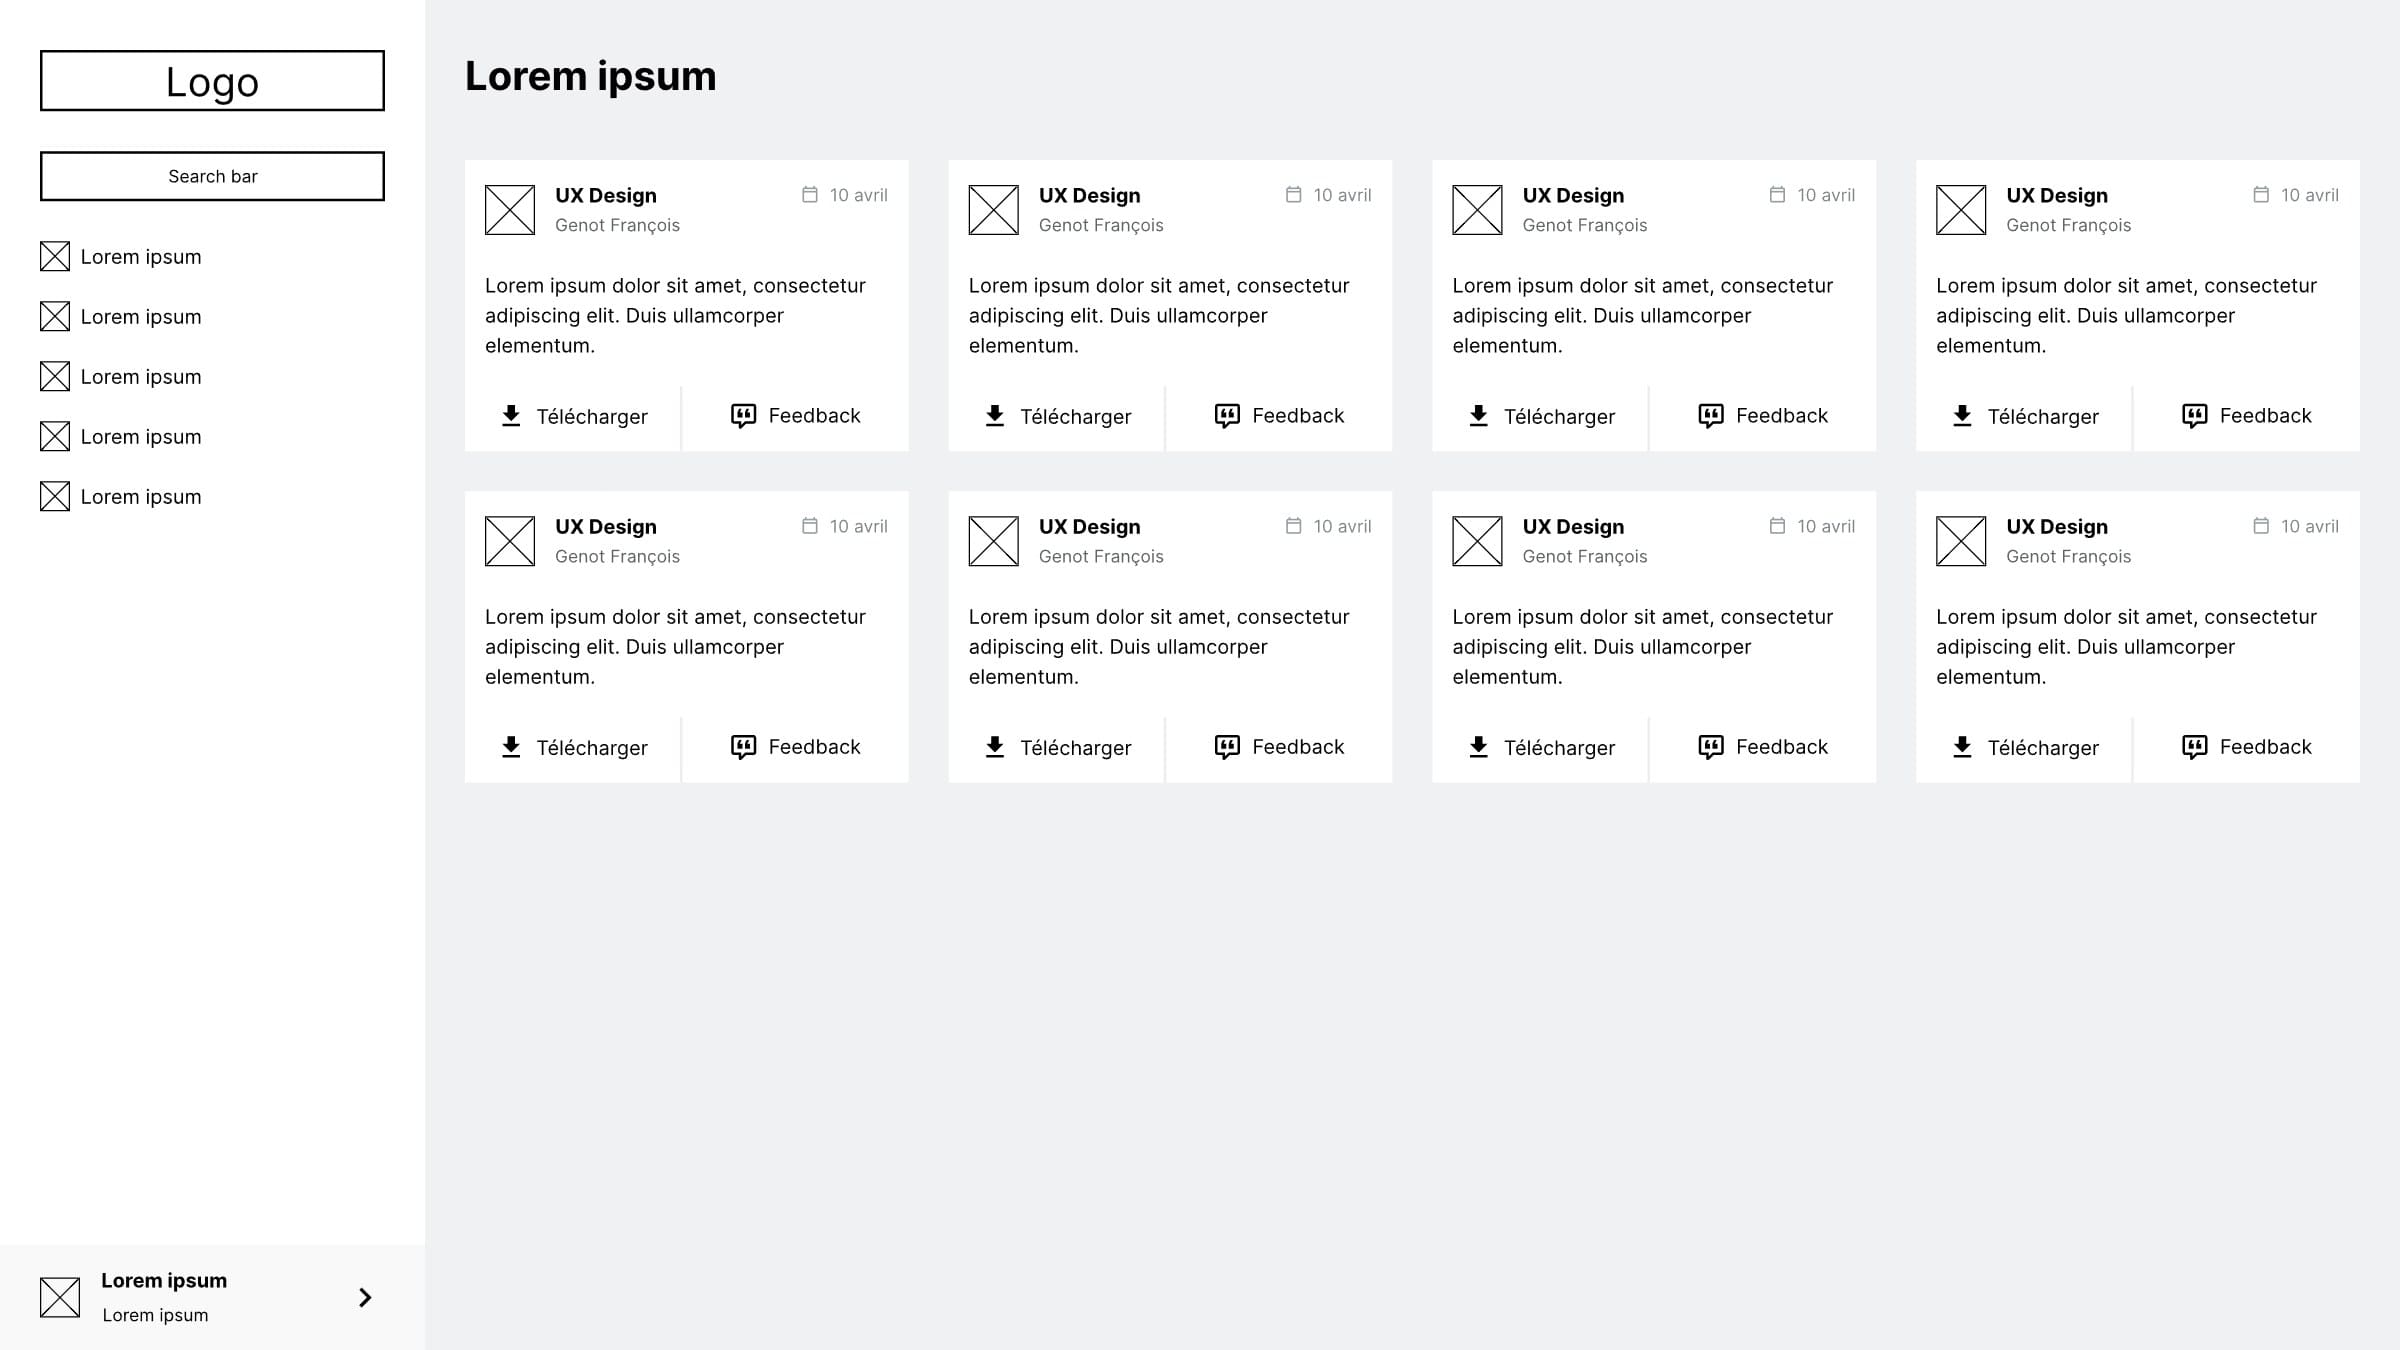 Logo
Search bar
Lorem ipsum
Lorem ipsum
Lorem ipsum
Lorem ipsum
Lorem ipsum
Lorem ipsum
Lorem ipsum
Lorem ipsum
UX Design
10 avril
Genot François
Lorem ipsum dolor sit amet, consectetur
adipiscing elit. Duis ullamcorper
elementum.
Télécharger
Feedback
UX Design
10 avril
Genot François
Lorem ipsum dolor sit amet, consectetur
adipiscing elit. Duis ullamcorper
elementum.
Télécharger
Feedback
UX Design
10 avril
Genot François
Lorem ipsum dolor sit amet, consectetur
adipiscing elit. Duis ullamcorper
elementum.
Télécharger
Feedback
UX Design
10 avril
Genot François
Lorem ipsum dolor sit amet, consectetur
adipiscing elit. Duis ullamcorper
elementum.
Télécharger
Feedback
UX Design
10 avril
Genot François
Lorem ipsum dolor sit amet, consectetur
adipiscing elit. Duis ullamcorper
elementum.
Télécharger
Feedback
UX Design
10 avril
Genot François
Lorem ipsum dolor sit amet, consectetur
adipiscing elit. Duis ullamcorper
elementum.
Télécharger
Feedback
UX Design
10 avril
Genot François
Lorem ipsum dolor sit amet, consectetur
adipiscing elit. Duis ullamcorper
elementum.
Télécharger
Feedback
UX Design
10 avril
Genot François
Lorem ipsum dolor sit amet, consectetur
adipiscing elit. Duis ullamcorper
elementum.
Télécharger
Feedback